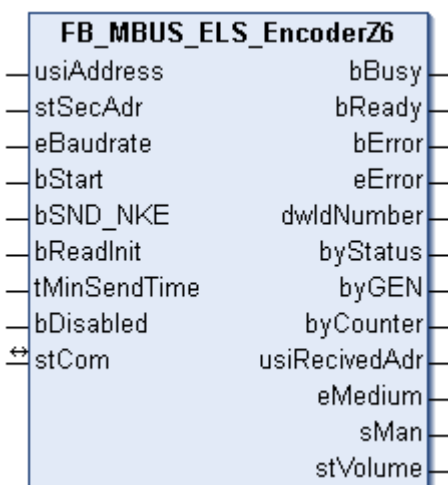 FB_MBUS_ELS_EncoderZ6
usiAddress bBusy
stSecAdr bReady
eBaudrate bError
bStart eError
bSND_NKE dwIdNumber
bReadInit byStatus
tMinSendTime byGEN
bDisabled byCounter
stCom usiRecivedAdr
eMedium
sMan
stVolume